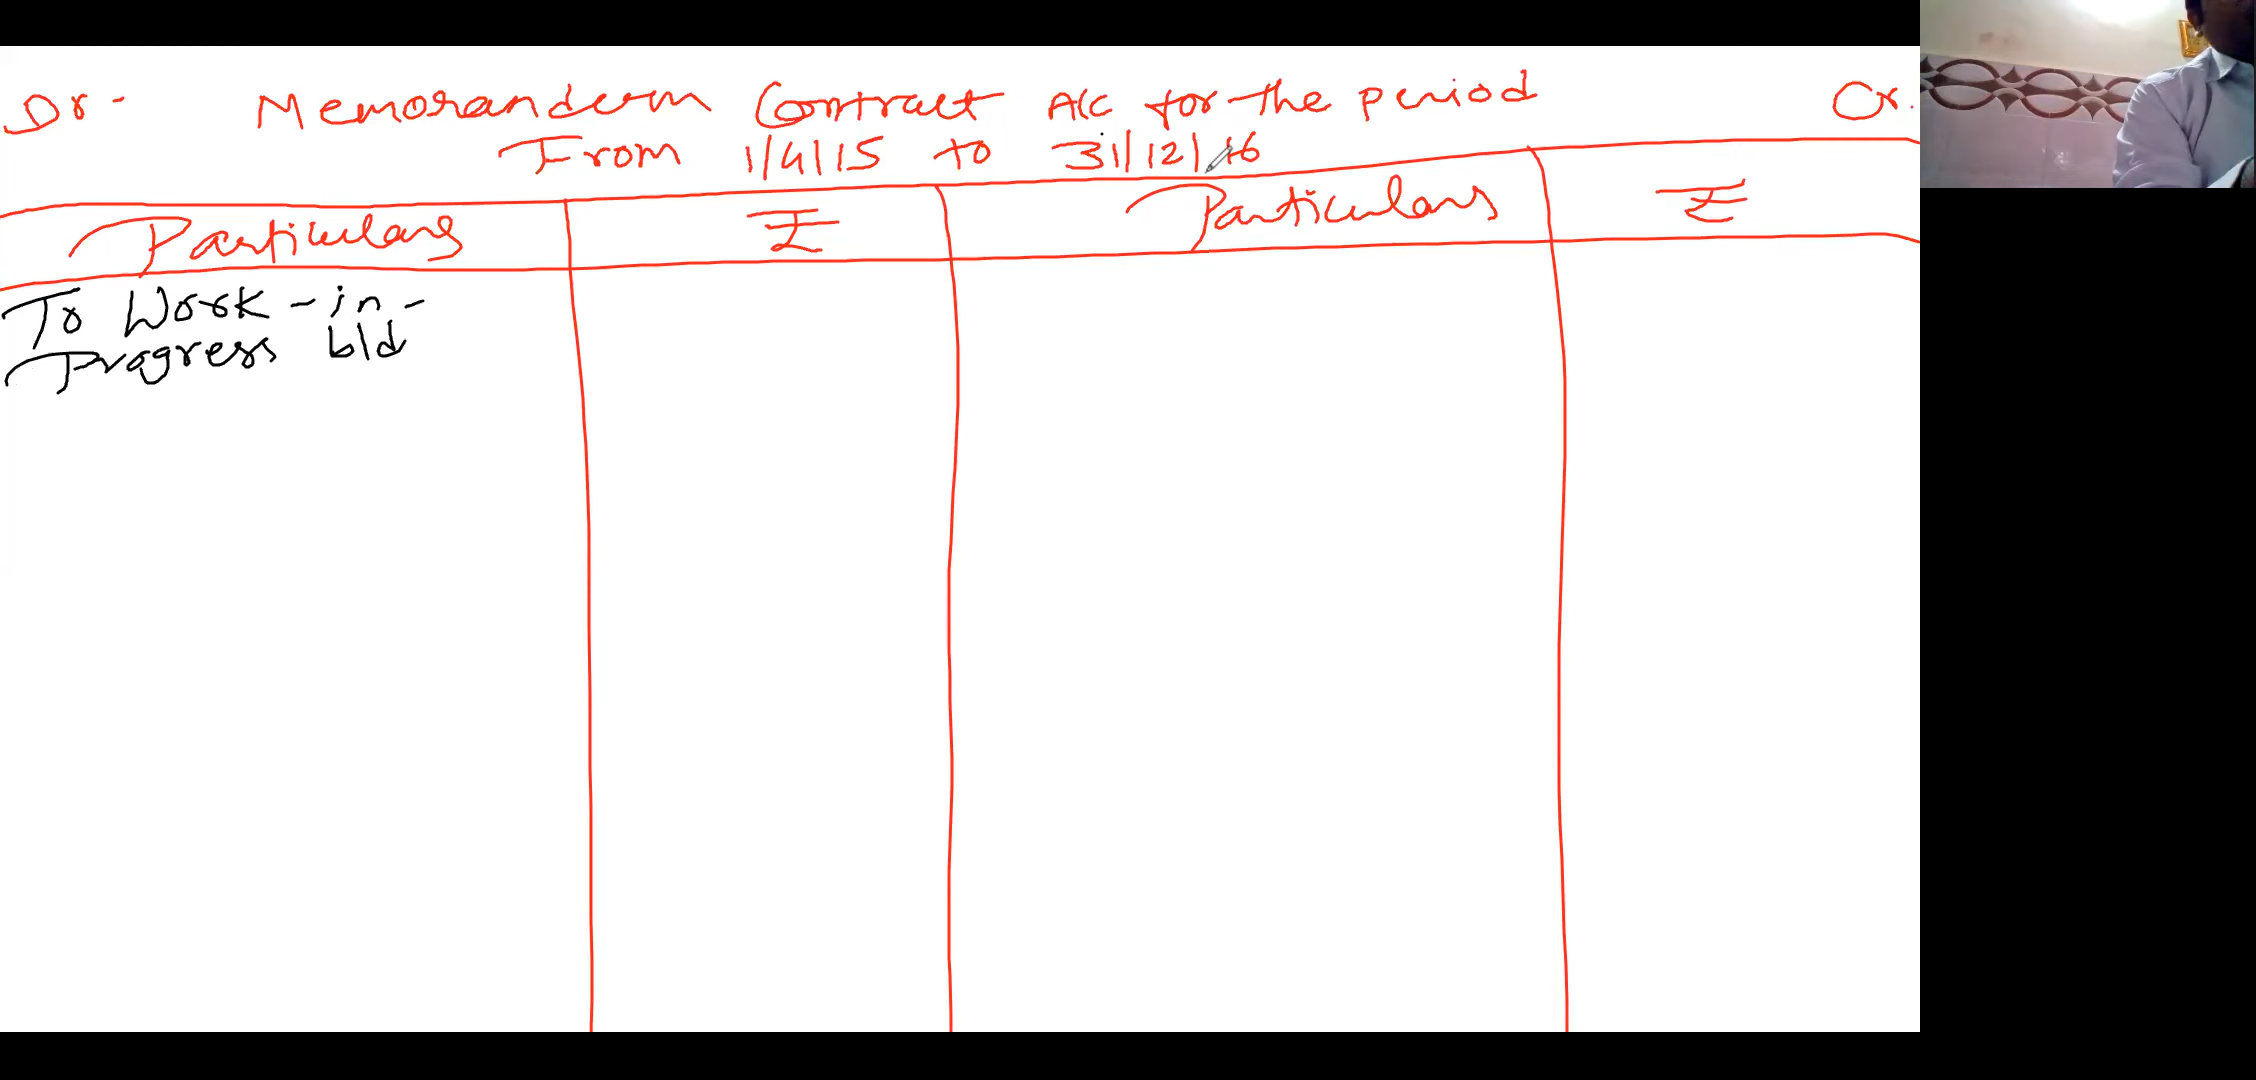 Dr - Memorandum Contract A/C for the period Cr.
From 1/4/15 to 31/12/16
Particulars ₹ Particulars ₹
To Work - in -
Progress b/d